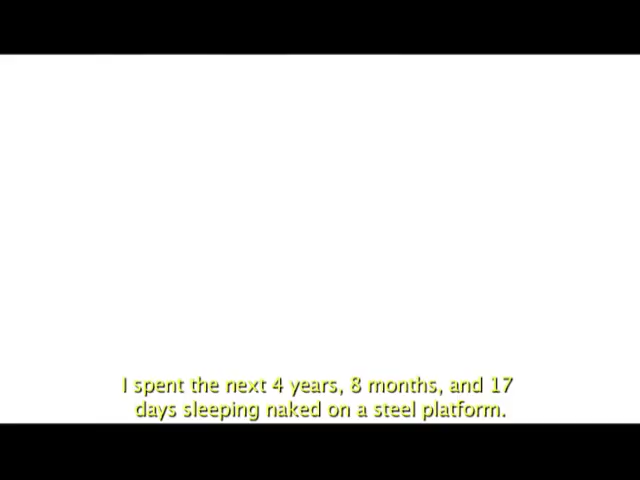 I spent the next 4 years, 8 months, and 17
days sleeping naked on a steel platform.